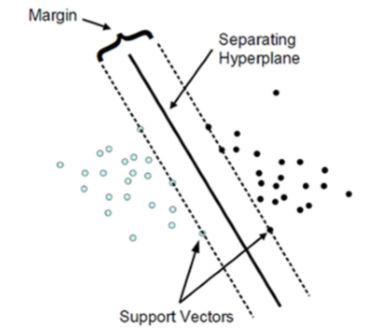 Margin
Separating
Hyperplane
Support Vectors